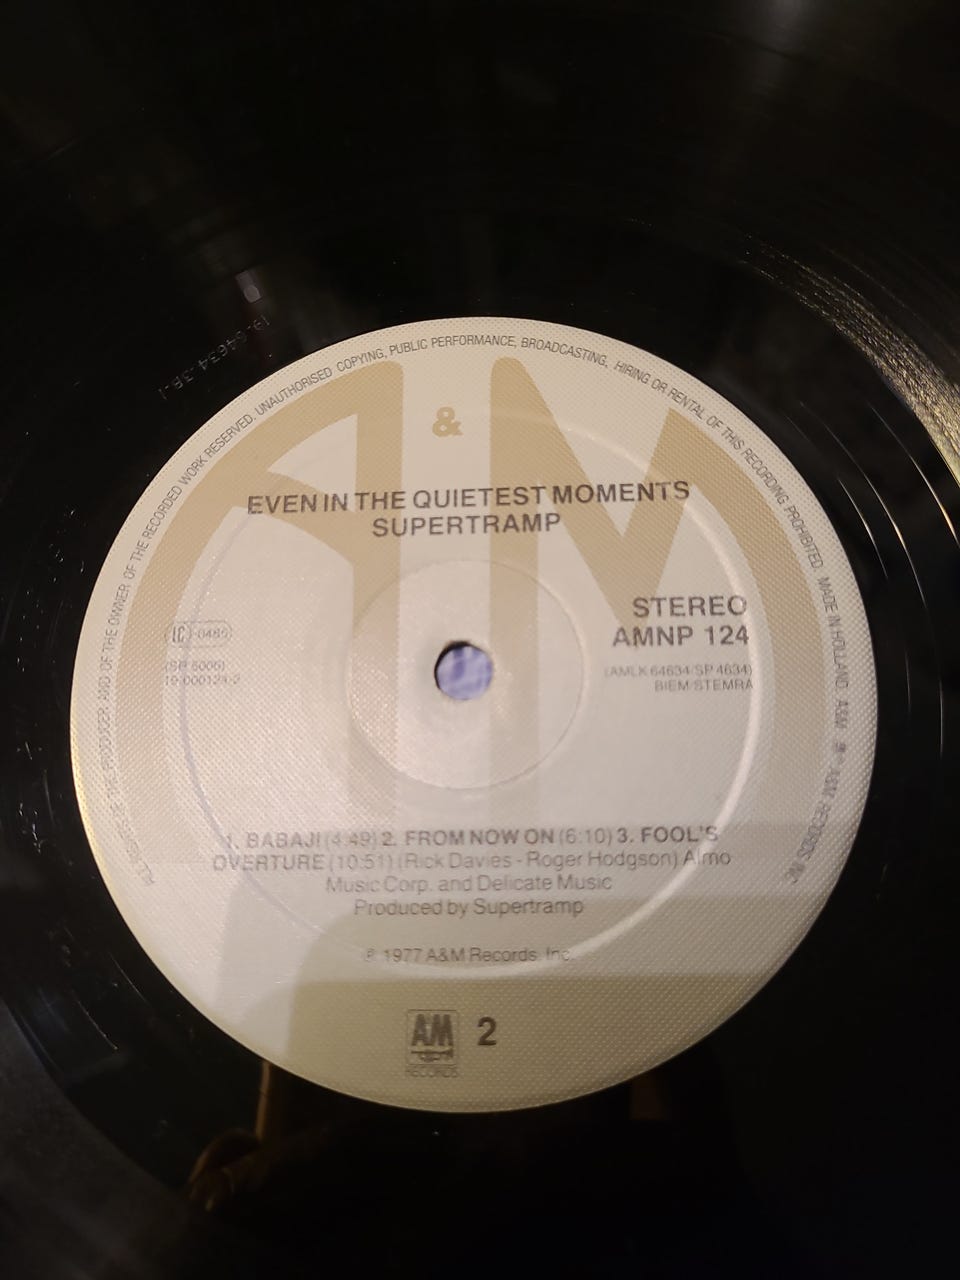 ALL RIGHTS OF THE PRODUCER AND OF THE OWNER OF THE RECORDED WORK RESERVED. UNAUTHORISED COPYING, PUBLIC PERFORMANCE, BROADCASTING, HIRING OR RENTAL OF THIS RECORDING PROHIBITED. MADE IN HOLLAND. A&M ® A&M RECORDS INC.
A & M
EVEN IN THE QUIETEST MOMENTS
SUPERTRAMP
STEREO
AMNP 124
(AMLK 64634/SP 4634)
BIEM/STEMRA
LC-0485
(SP 6006)
19-000124-2
1. BABAJI (4:49) 2. FROM NOW ON (6:10) 3. FOOL'S
OVERTURE (10:51) (Rick Davies - Roger Hodgson) Almo
Music Corp. and Delicate Music
Produced by Supertramp
℗ 1977 A&M Records, Inc.
A&M
RECORDS
2